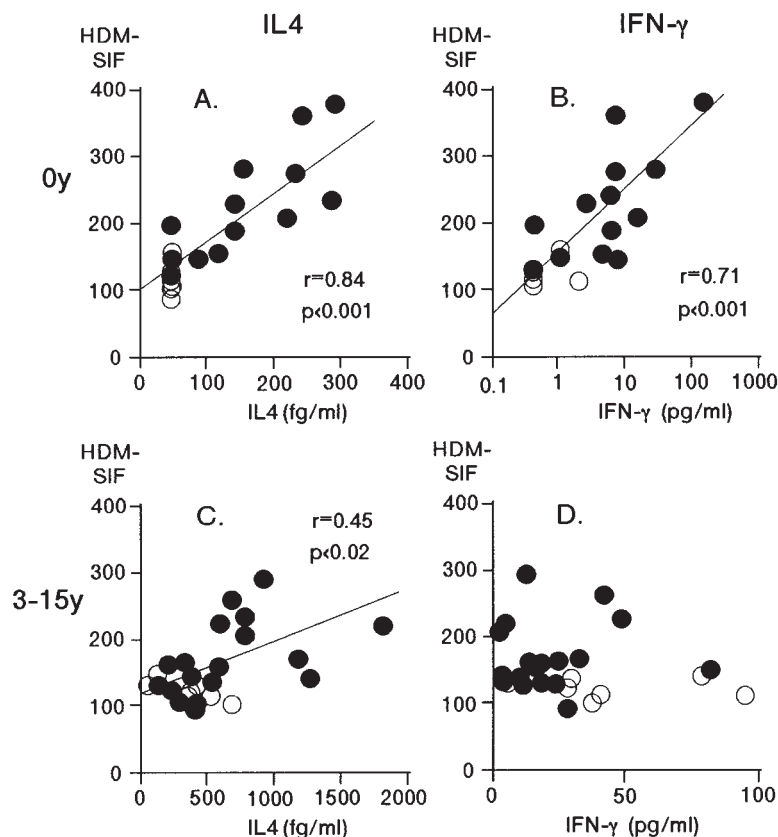 IL4
IFN-γ
HDM-
SIF
HDM-
SIF
400
300
200
100
0
A.
r=0.84
p<0.001
0 100 200 300 400
IL4 (fg/ml)
0y
400
300
200
100
0
B.
r=0.71
p<0.001
0.1 1 10 100 1000
IFN-γ (pg/ml)
HDM-
SIF
HDM-
SIF
400
300
200
100
0
C.
r=0.45
p<0.02
0 500 1000 1500 2000
IL4 (fg/ml)
3-15y
400
300
200
100
0
D.
0 50 100
IFN-γ (pg/ml)